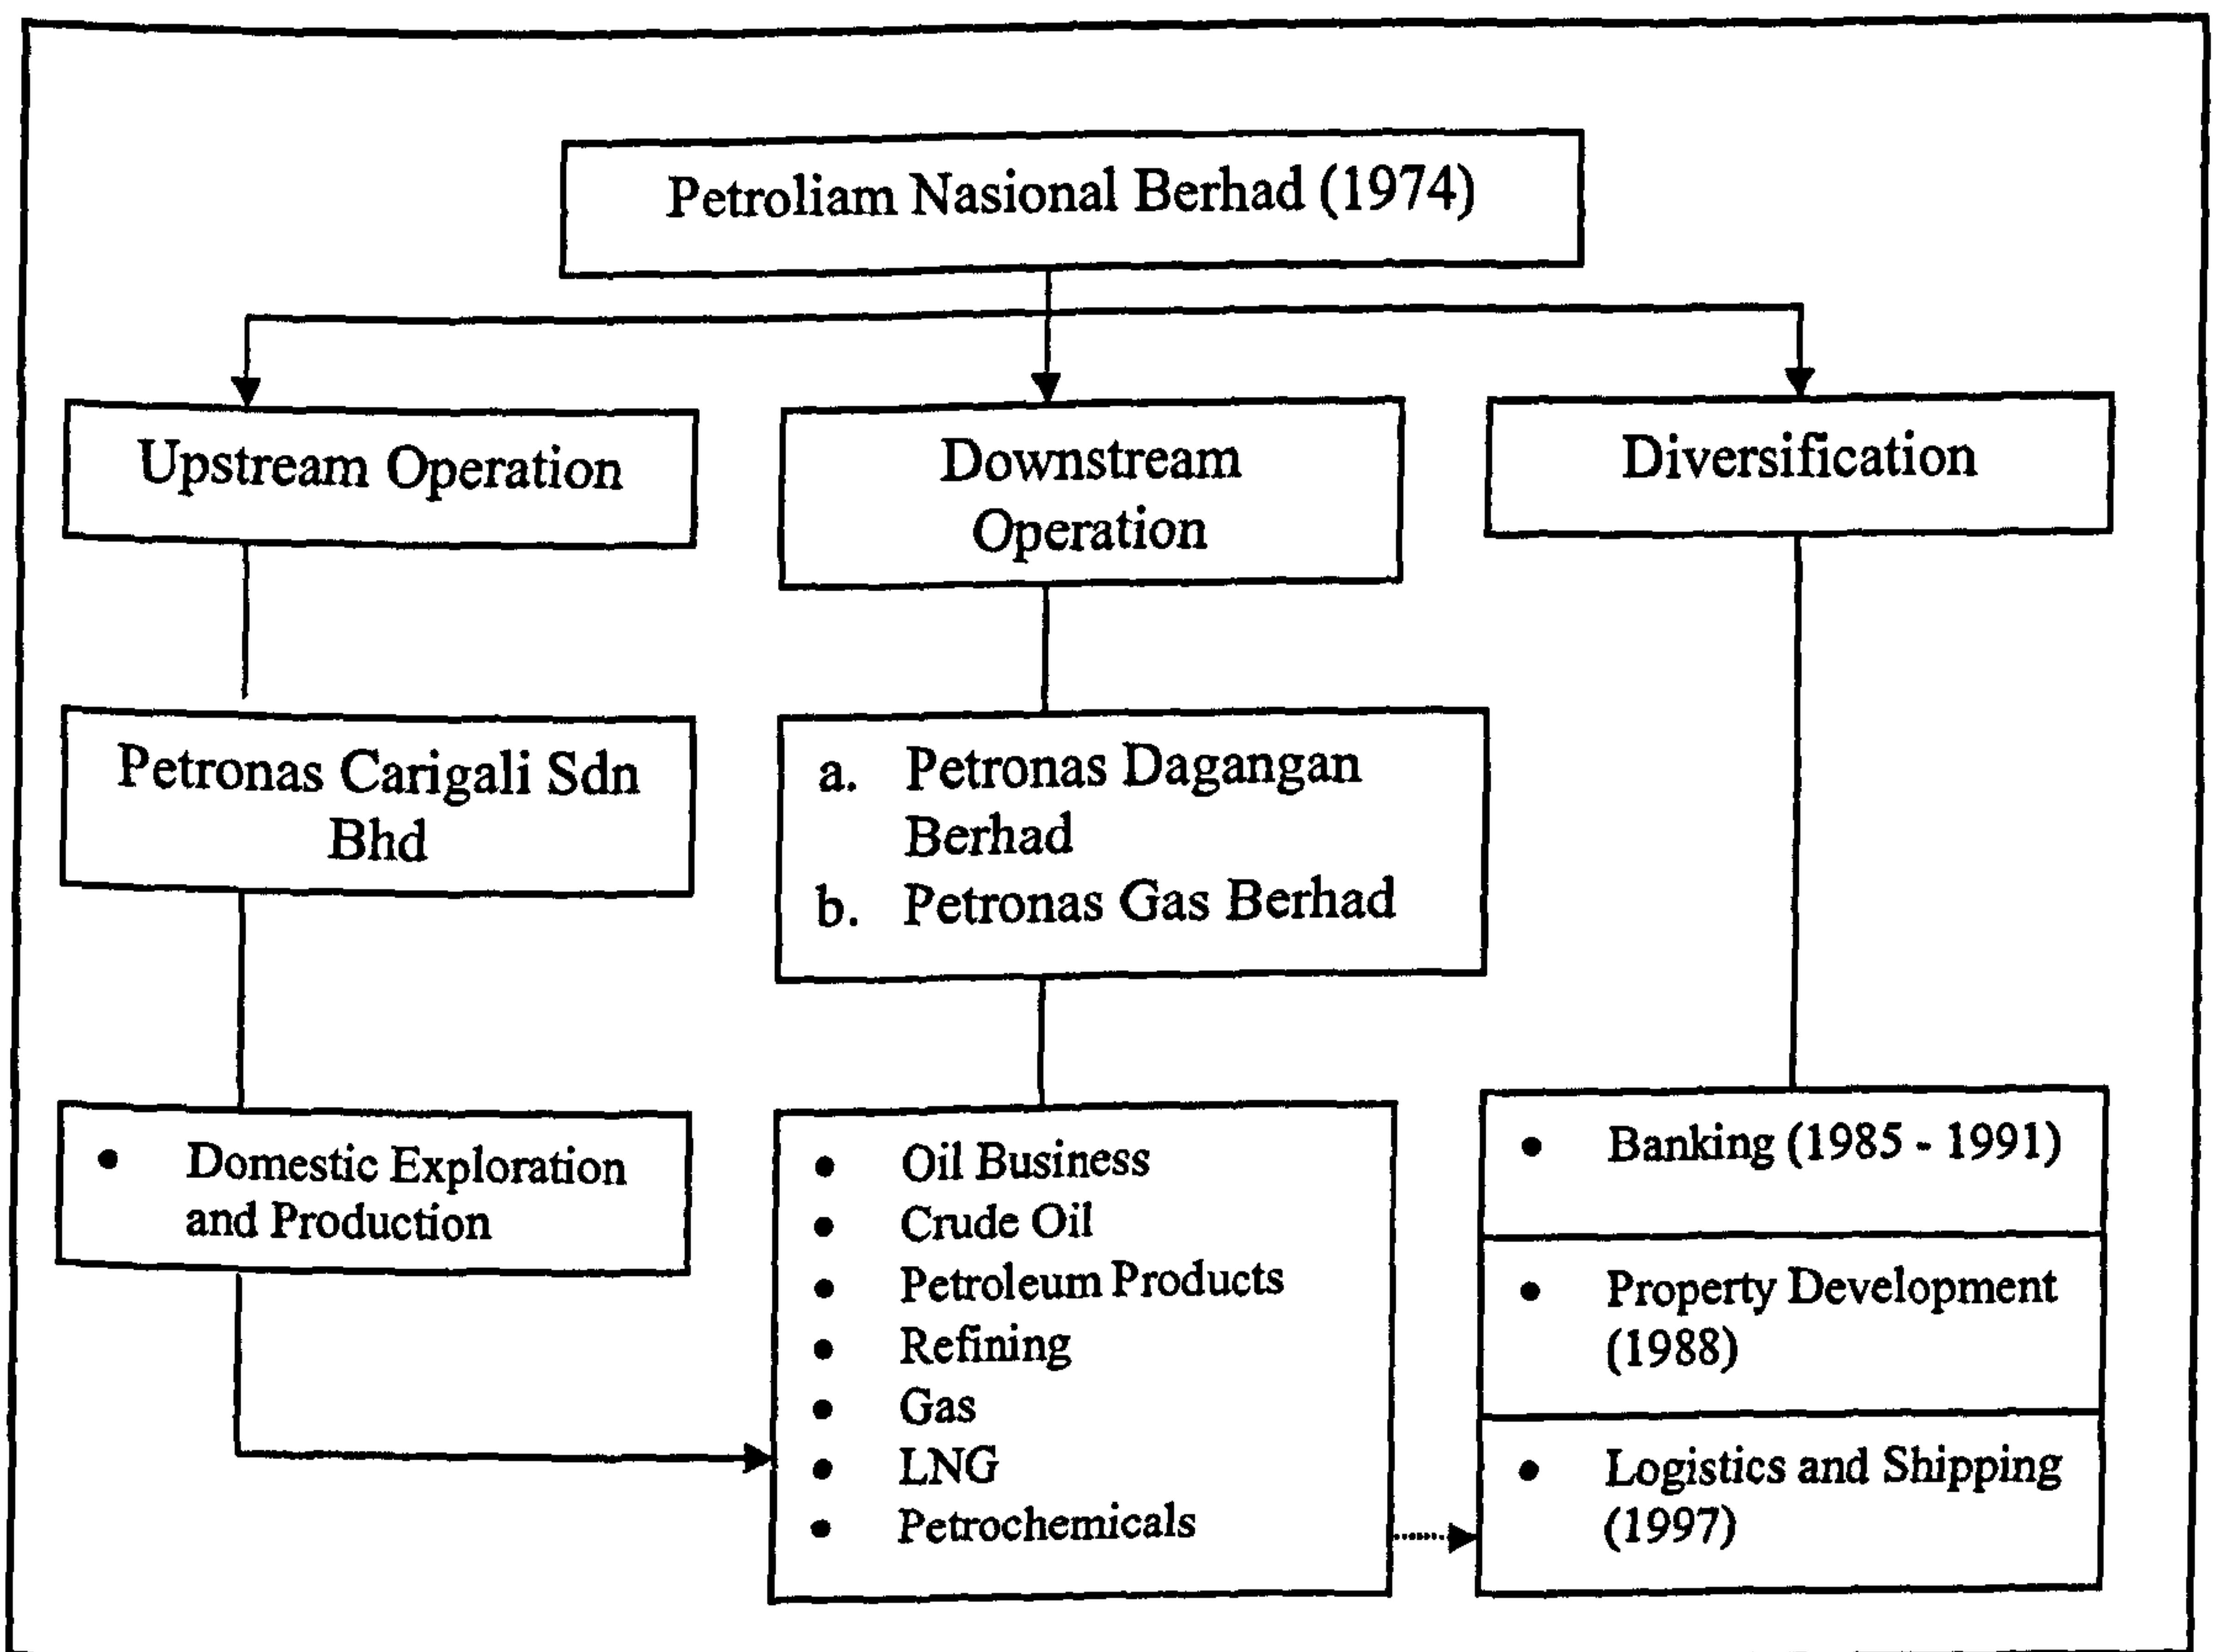 Petroliam Nasional Berhad (1974)
Upstream Operation
Downstream
Operation
Diversification
Petronas Carigali Sdn
Bhd
a. Petronas Dagangan
Berhad
b. Petronas Gas Berhad
• Domestic Exploration
and Production
• Oil Business
• Crude Oil
• Petroleum Products
• Refining
• Gas
• LNG
• Petrochemicals
• Banking (1985 - 1991)
• Property Development
(1988)
• Logistics and Shipping
(1997)